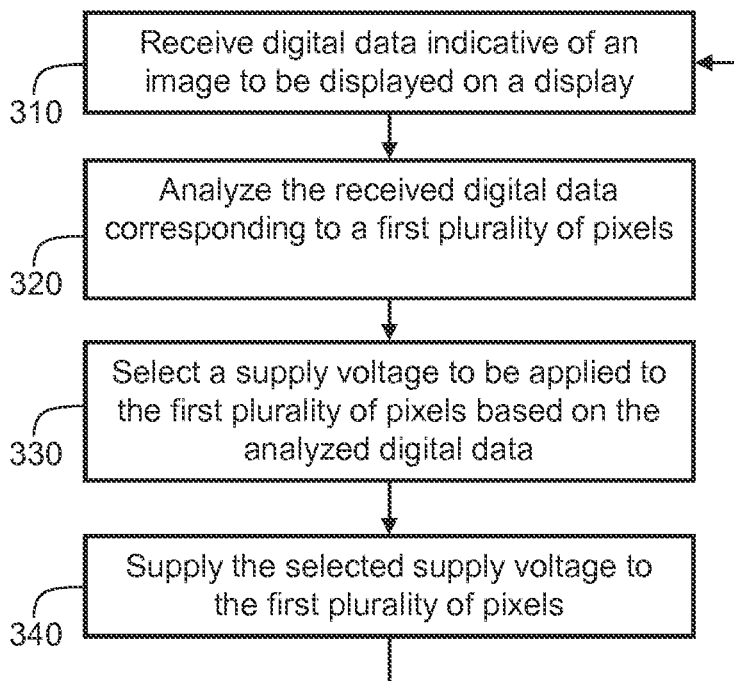 Receive digital data indicative of an
image to be displayed on a display
310
Analyze the received digital data
corresponding to a first plurality of pixels
320
Select a supply voltage to be applied to
the first plurality of pixels based on the
analyzed digital data
330
Supply the selected supply voltage to
the first plurality of pixels
340